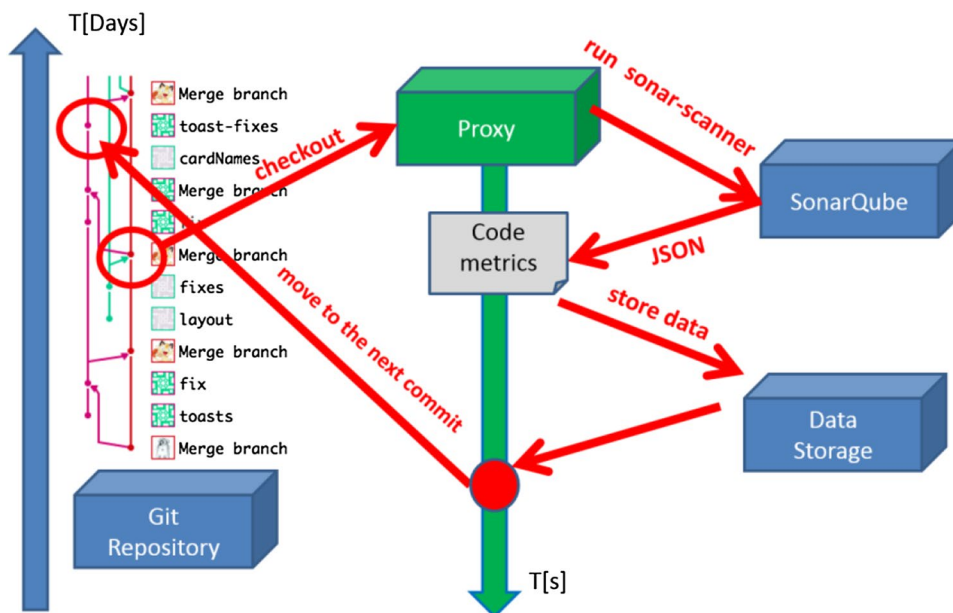 T[Days]
Merge branch
toast-fixes
cardNames
Merge branch
Merge branch
fixes
layout
Merge branch
fix
toasts
Merge branch
Git
Repository
checkout
Proxy
run sonar-scanner
SonarQube
JSON
Code
metrics
store data
Data
Storage
move to the next commit
T[s]